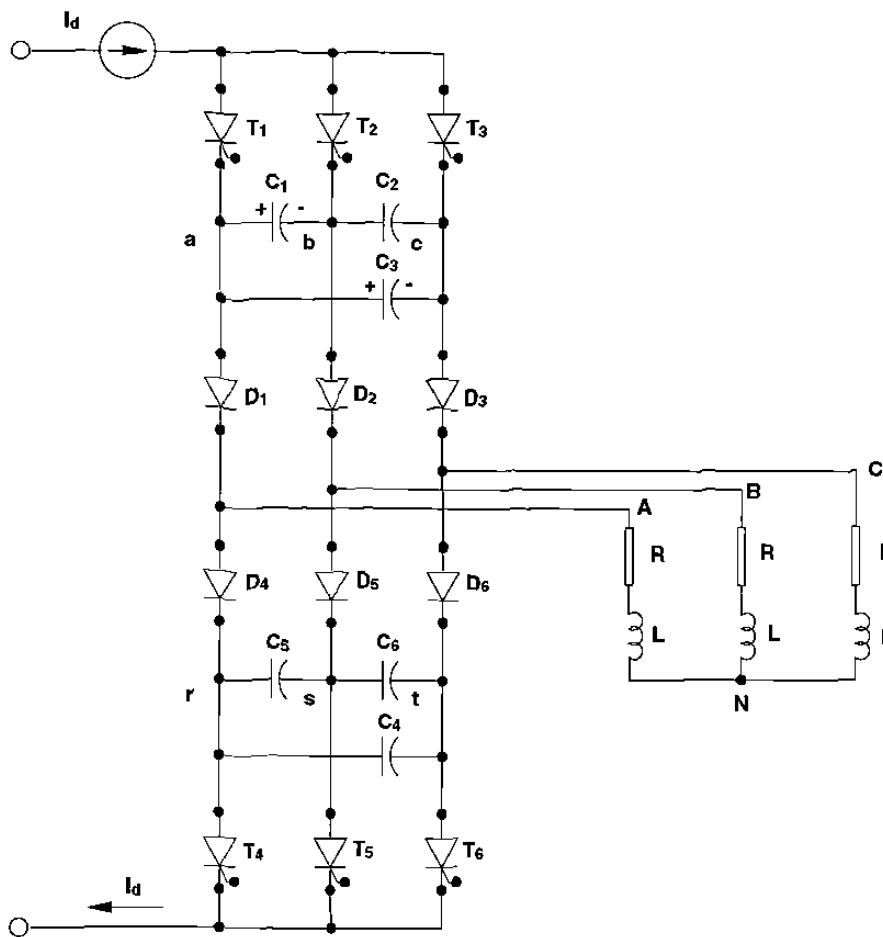 Id
T1 T2 T3
C1 C2
+ -
a b c
C3
+ -
D1 D2 D3
C
B
A
R R
D4 D5 D6
L L
C5 C6
r s t
N
C4
T4 T5 T6
Id